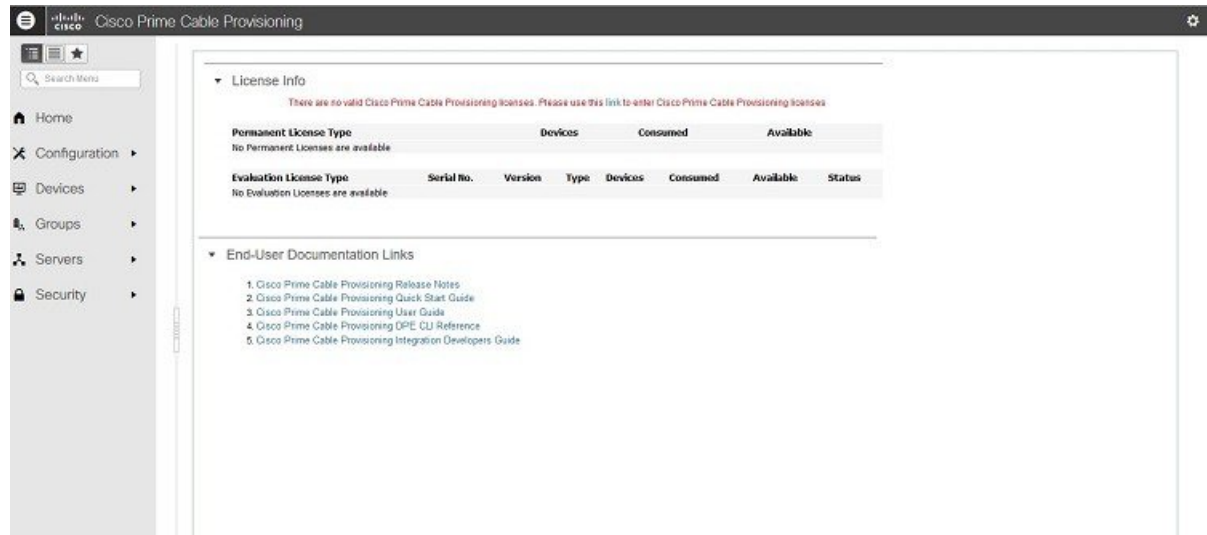 cisco Cisco Prime Cable Provisioning
Search Menu
Home
Configuration
Devices
Groups
Servers
Security
License Info
There are no valid Cisco Prime Cable Provisioning licenses. Please use this link to enter Cisco Prime Cable Provisioning licenses
Permanent License Type Devices Consumed Available
No Permanent Licenses are available
Evaluation License Type Serial No. Version Type Devices Consumed Available Status
No Evaluation Licenses are available
End-User Documentation Links
1. Cisco Prime Cable Provisioning Release Notes
2. Cisco Prime Cable Provisioning Quick Start Guide
3. Cisco Prime Cable Provisioning User Guide
4. Cisco Prime Cable Provisioning DPE CLI Reference
5. Cisco Prime Cable Provisioning Integration Developers Guide